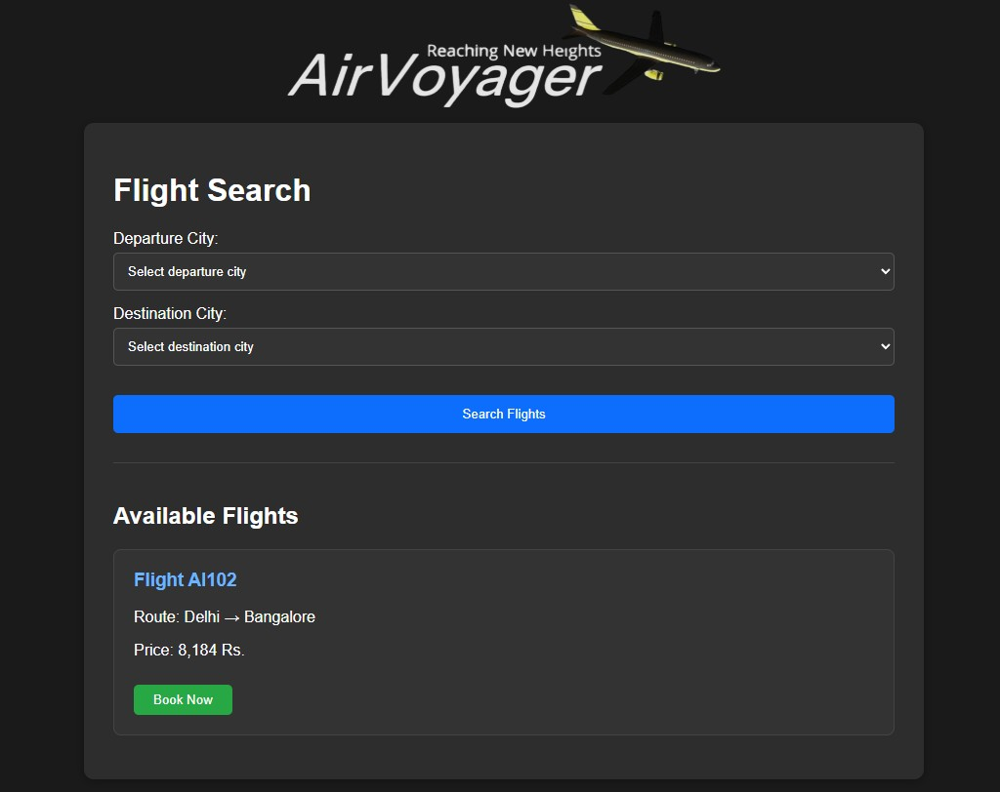 Reaching New Heights
AirVoyager
Flight Search
Departure City:
Select departure city
Destination City:
Select destination city
Search Flights
Available Flights
Flight AI102
Route: Delhi → Bangalore
Price: 8,184 Rs.
Book Now